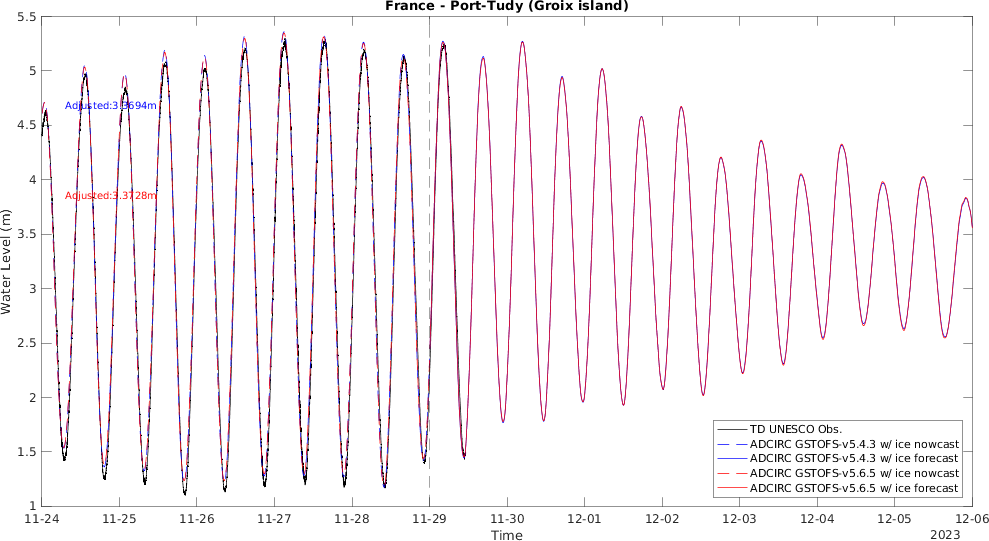 France - Port-Tudy (Groix island)
5.5
5
4.5
4
3.5
3
2.5
2
1.5
1
Water Level (m)
Adjusted:3.3694m
Adjusted:3.3728m
TD UNESCO Obs.
ADCIRC GSTOFS-v5.4.3 w/ ice nowcast
ADCIRC GSTOFS-v5.4.3 w/ ice forecast
ADCIRC GSTOFS-v5.6.5 w/ ice nowcast
ADCIRC GSTOFS-v5.6.5 w/ ice forecast
11-24 11-25 11-26 11-27 11-28 11-29 11-30 12-01 12-02 12-03 12-04 12-05 12-06
Time
2023